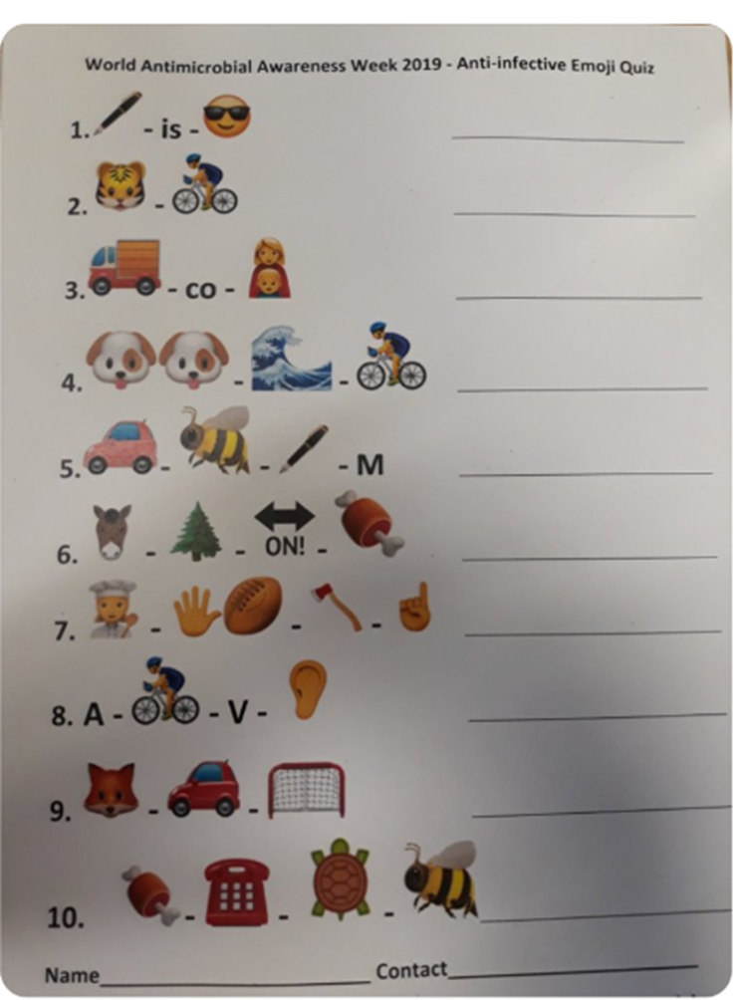 World Antimicrobial Awareness Week 2019 - Anti-infective Emoji Quiz
1. - is -
2. -
3. - co -
4. - -
5. - - - M
6. - - ON! -
7. - - -
8. A - - V -
9. - -
10. - - -
Name Contact